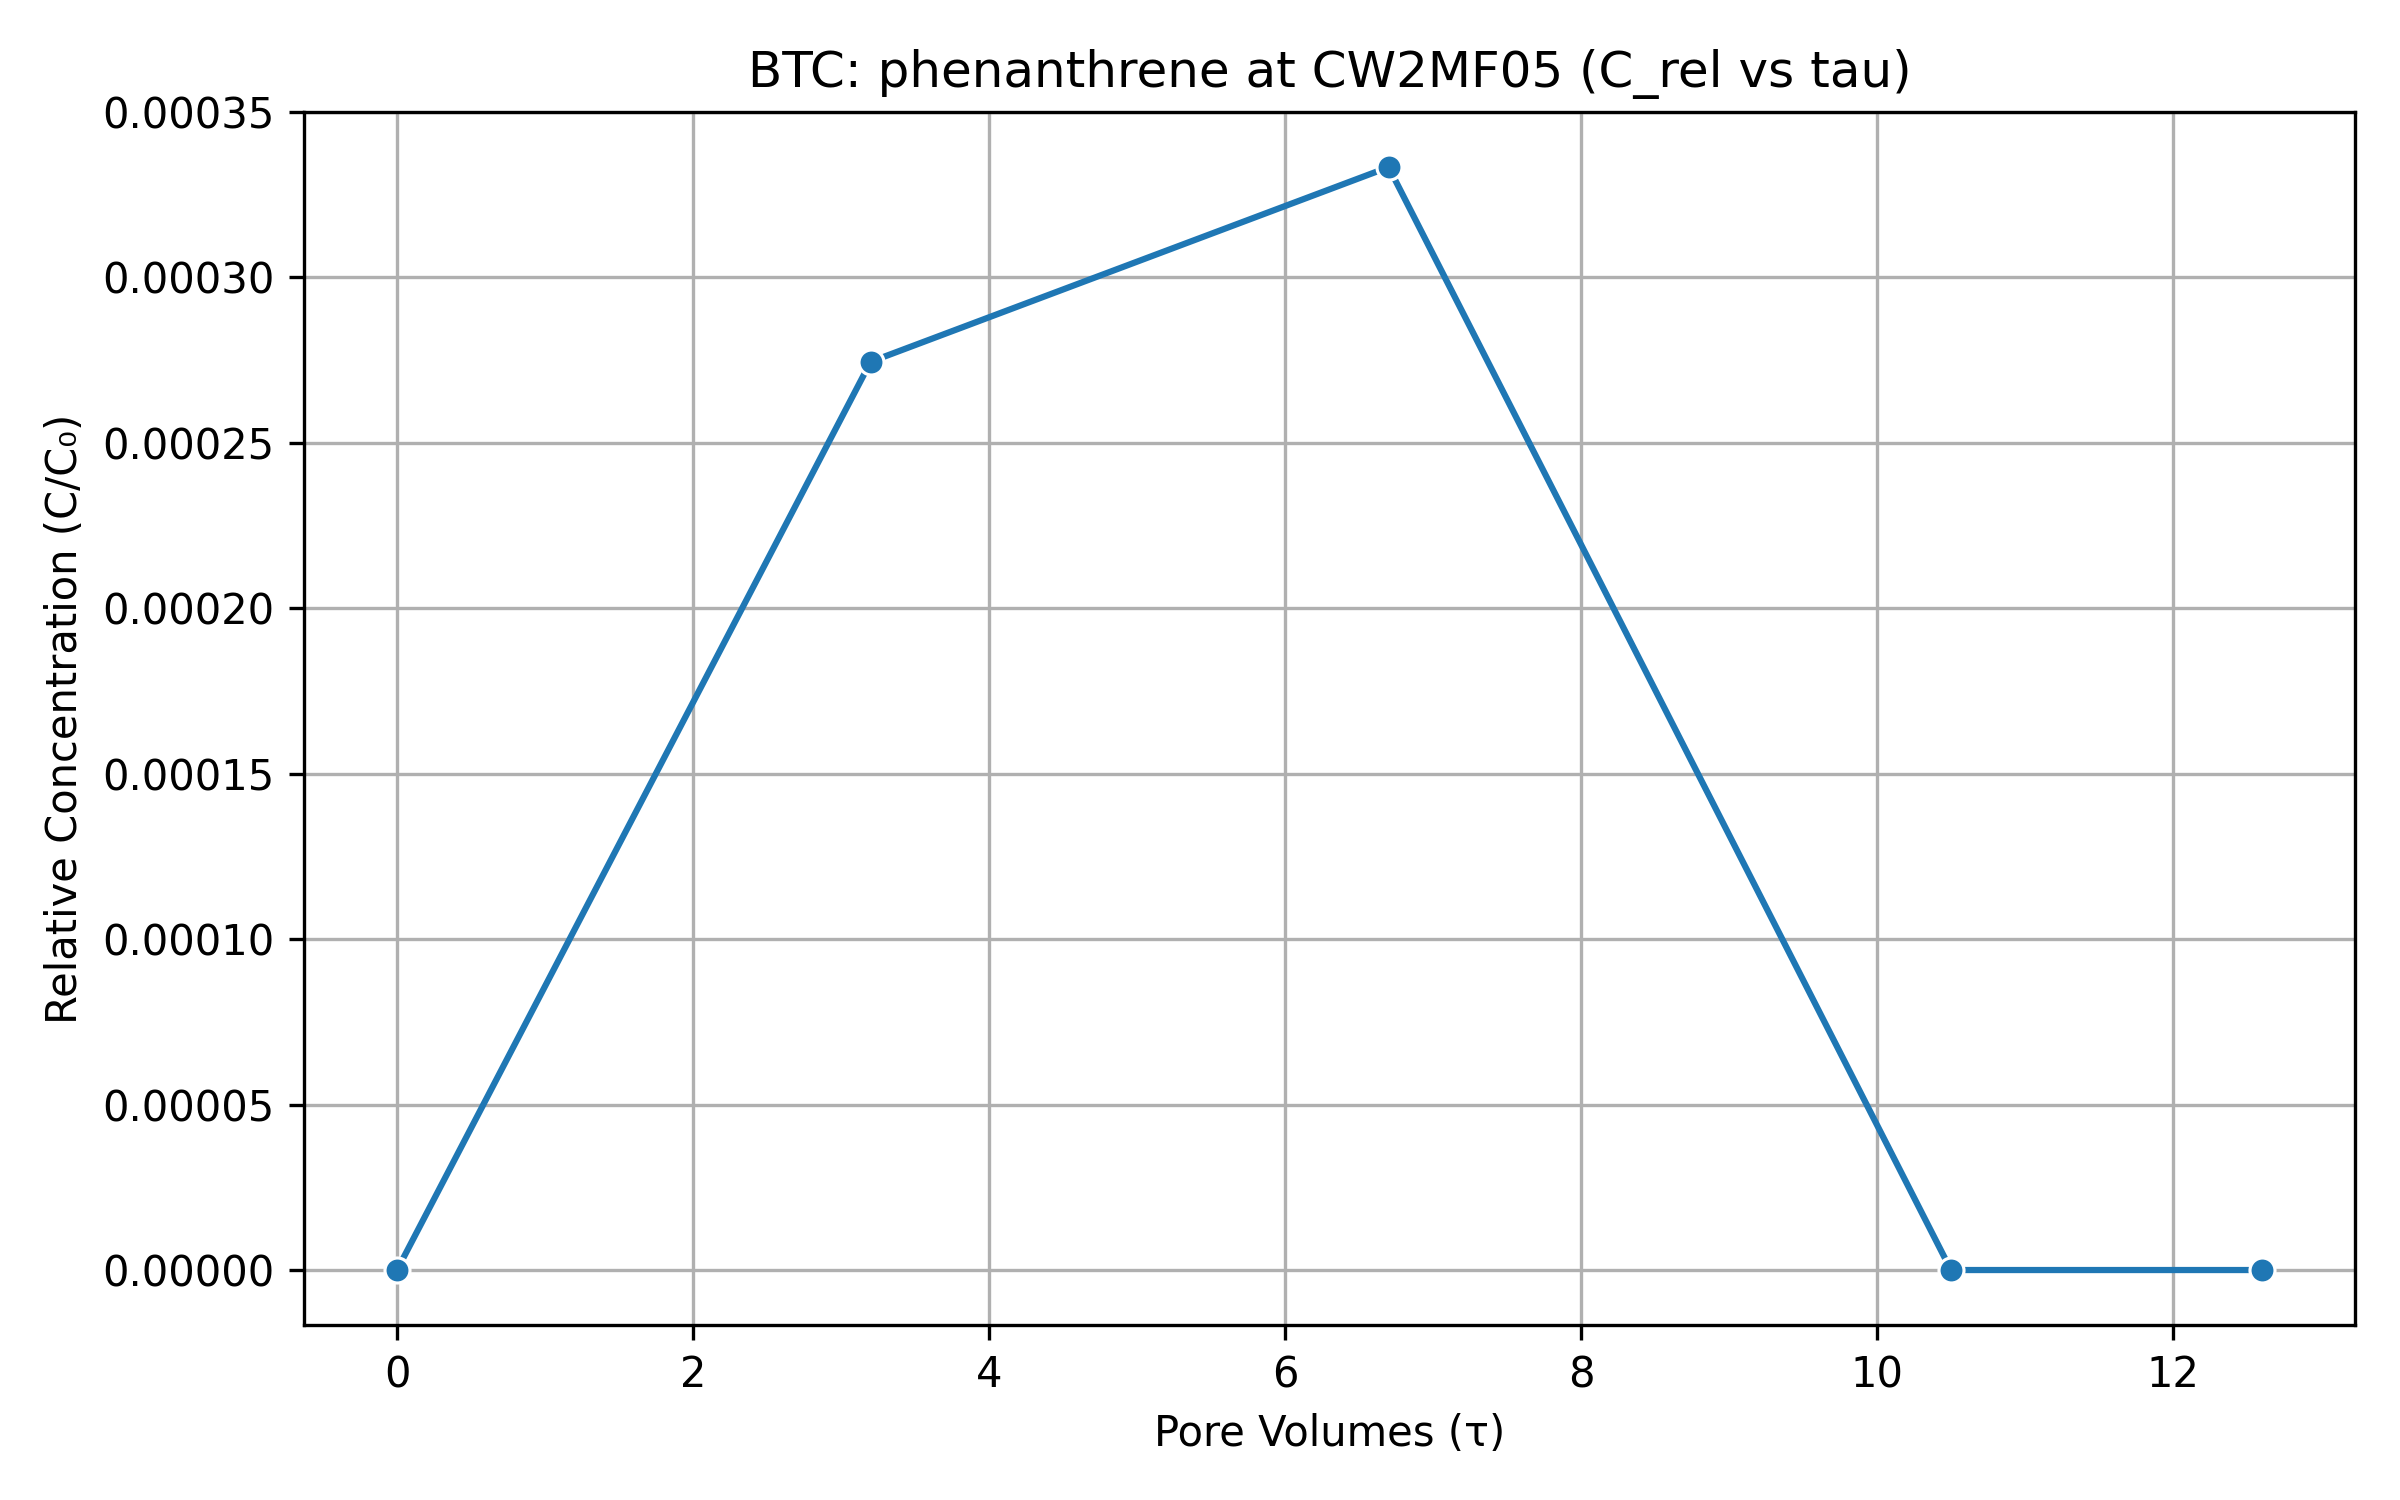 BTC: phenanthrene at CW2MF05 (C_rel vs tau)
Relative Concentration (C/C₀)
0.00035
0.00030
0.00025
0.00020
0.00015
0.00010
0.00005
0.00000
0 2 4 6 8 10 12
Pore Volumes (τ)